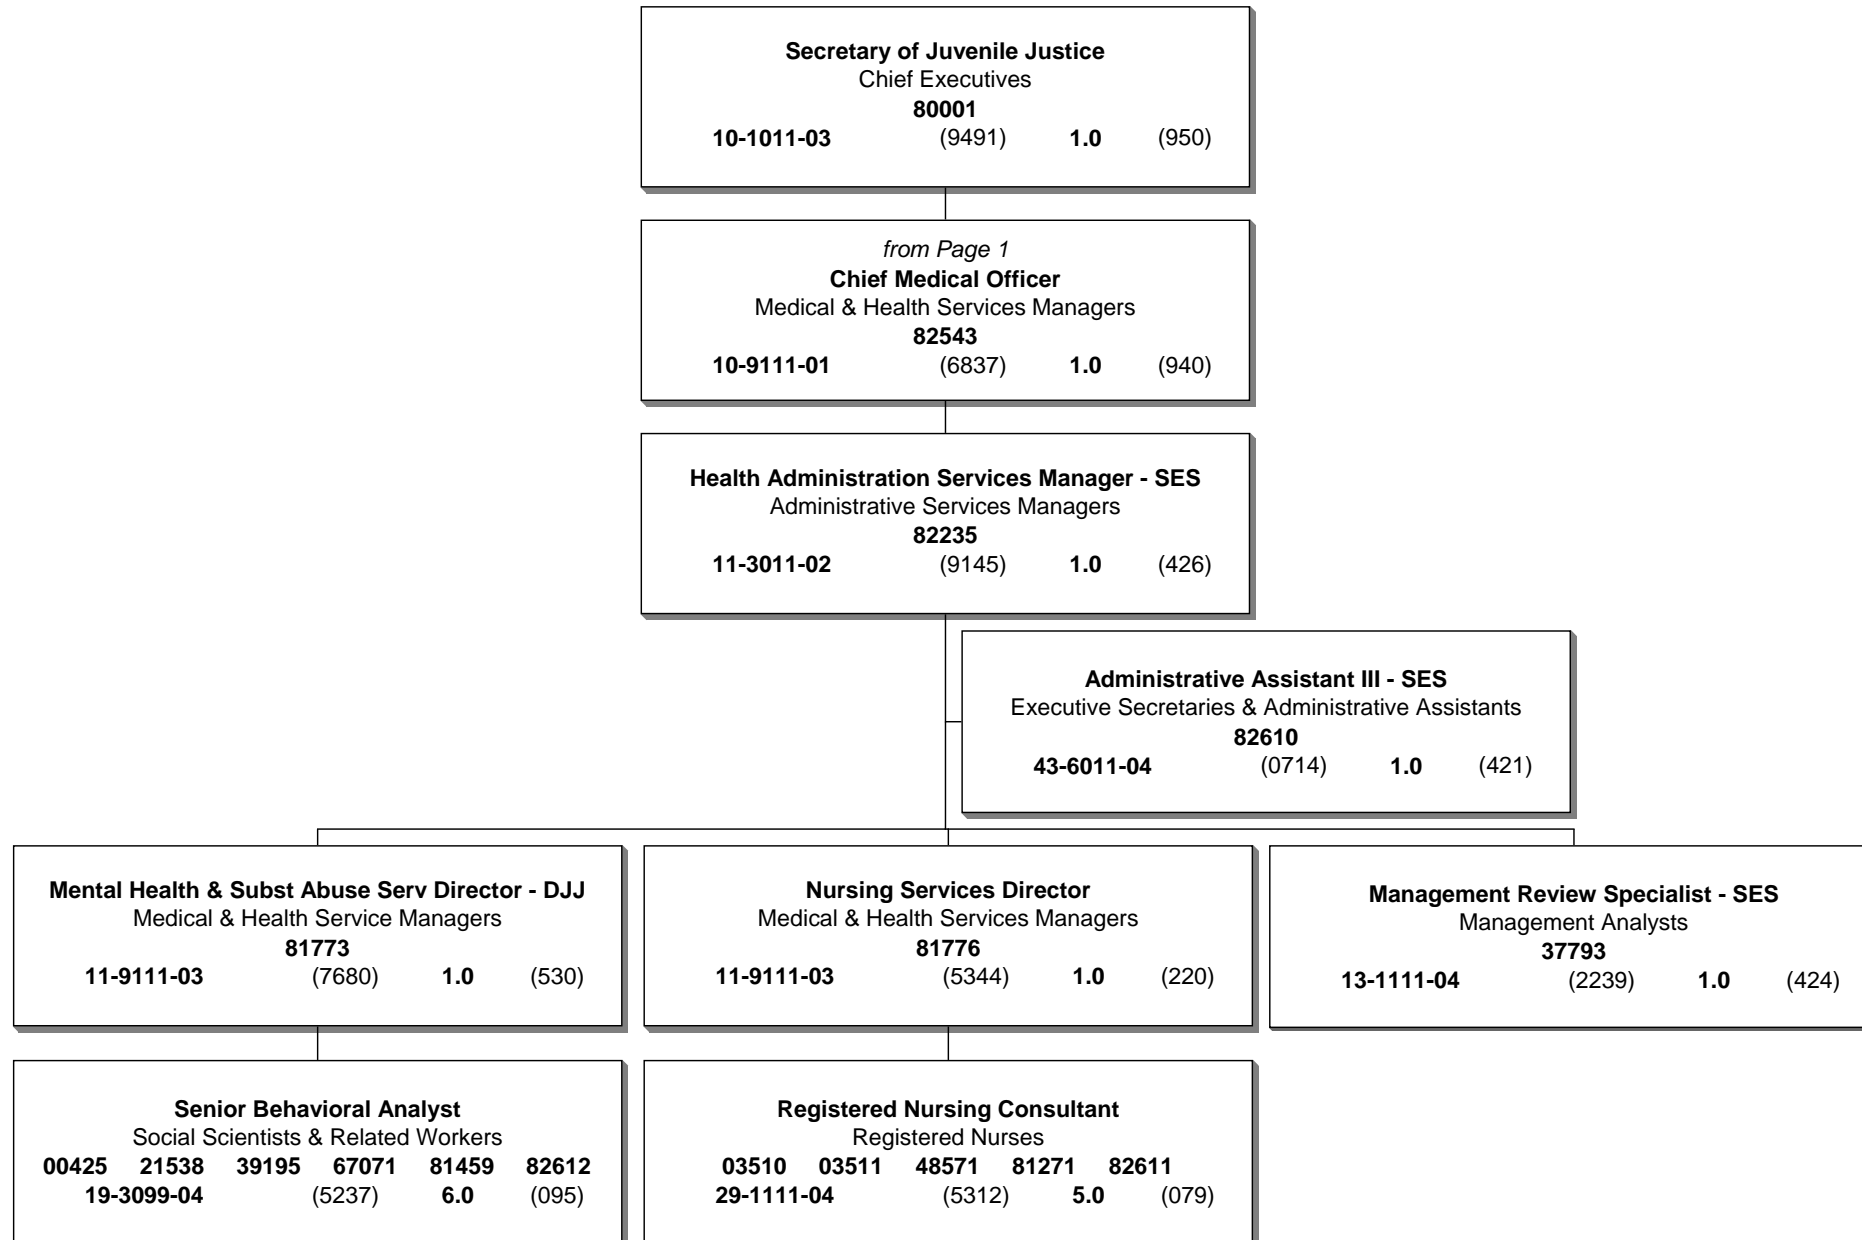 Secretary of Juvenile Justice
Chief Executives
80001
10-1011-03 (9491) 1.0 (950)
from Page 1
Chief Medical Officer
Medical & Health Services Managers
82543
10-9111-01 (6837) 1.0 (940)
Health Administration Services Manager - SES
Administrative Services Managers
82235
11-3011-02 (9145) 1.0 (426)
Administrative Assistant III - SES
Executive Secretaries & Administrative Assistants
82610
43-6011-04 (0714) 1.0 (421)
Mental Health & Subst Abuse Serv Director - DJJ
Medical & Health Service Managers
81773
11-9111-03 (7680) 1.0 (530)
Nursing Services Director
Medical & Health Services Managers
81776
11-9111-03 (5344) 1.0 (220)
Management Review Specialist - SES
Management Analysts
37793
13-1111-04 (2239) 1.0 (424)
Senior Behavioral Analyst
Social Scientists & Related Workers
00425 21538 39195 67071 81459 82612
19-3099-04 (5237) 6.0 (095)
Registered Nursing Consultant
Registered Nurses
03510 03511 48571 81271 82611
29-1111-04 (5312) 5.0 (079)